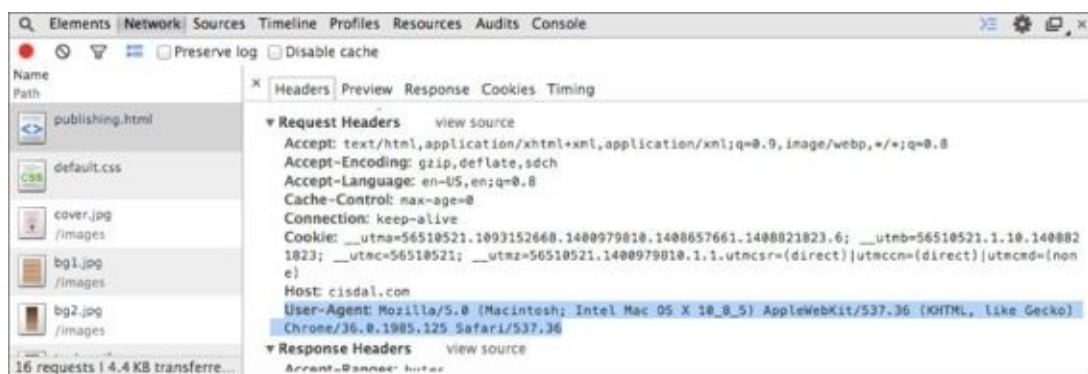 Elements Network Sources Timeline Profiles Resources Audits Console
Preserve log Disable cache
Name
Path
× Headers Preview Response Cookies Timing
publishing.html
default.css
cover.jpg
/images
bg1.jpg
/images
bg2.jpg
/images
16 requests | 4.4 KB transferre...
▼ Request Headers view source
Accept: text/html,application/xhtml+xml,application/xml;q=0.9,image/webp,*/*;q=0.8
Accept-Encoding: gzip,deflate,sdch
Accept-Language: en-US,en;q=0.8
Cache-Control: max-age=0
Connection: keep-alive
Cookie: __utma=56510521.1093152668.1400979810.1408657661.1408821823.6; __utmb=56510521.1.10.140882
1823; __utmc=56510521; __utmz=56510521.1400979810.1.1.utmcsr=(direct)|utmccn=(direct)|utmcmd=(non
e)
Host: cisdal.com
User-Agent: Mozilla/5.0 (Macintosh; Intel Mac OS X 10_8_5) AppleWebKit/537.36 (KHTML, like Gecko)
Chrome/36.0.1985.125 Safari/537.36
▼ Response Headers view source
Accept-Ranges: bytes